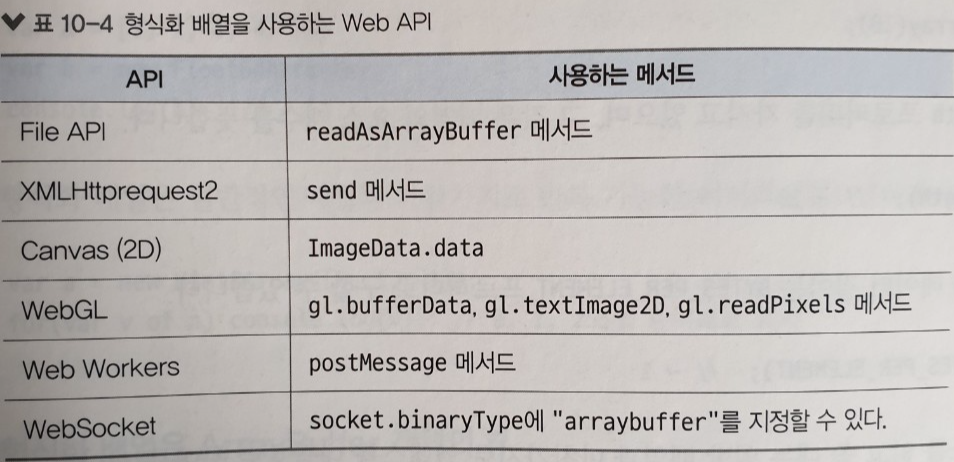 표 10-4 형식화 배열을 사용하는 Web API
API 사용하는 메서드
File API readAsArrayBuffer 메서드
XMLHttprequest2 send 메서드
Canvas (2D) ImageData.data
WebGL gl.bufferData, gl.textImage2D, gl.readPixels 메서드
Web Workers postMessage 메서드
WebSocket socket.binaryType에 "arraybuffer"를 지정할 수 있다.